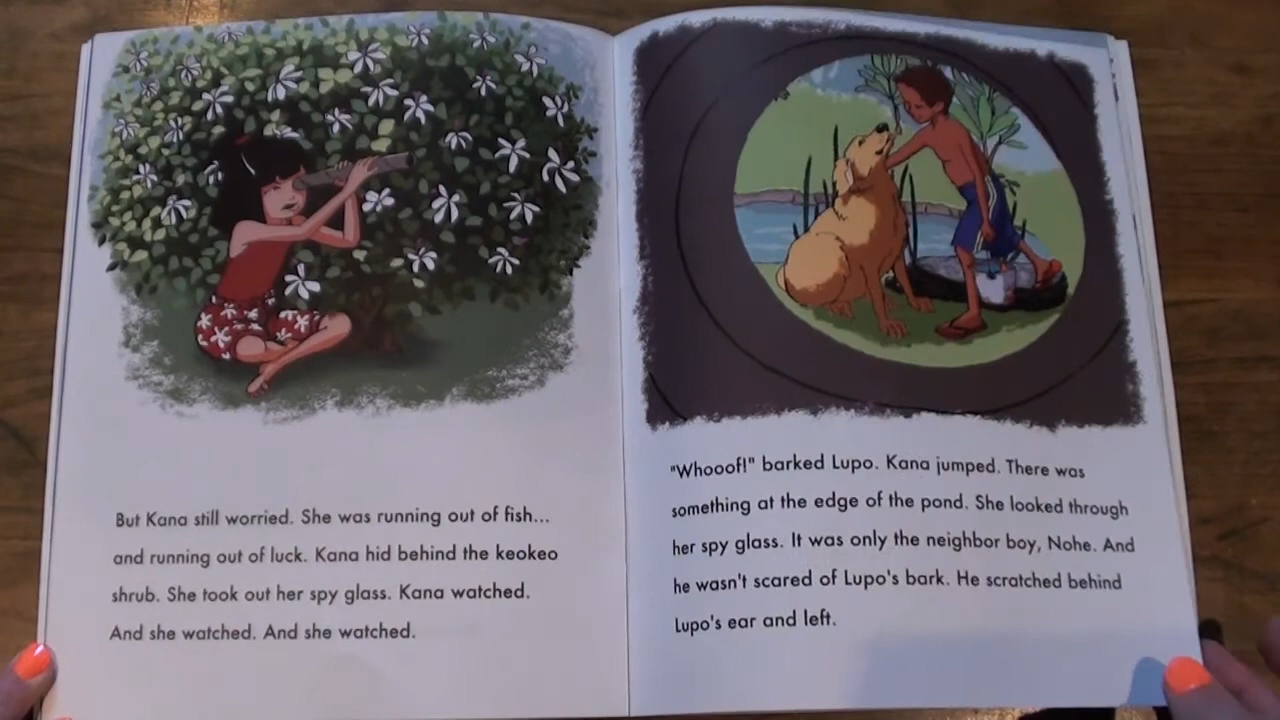 But Kana still worried. She was running out of fish...
and running out of luck. Kana hid behind the keokeo
shrub. She took out her spy glass. Kana watched.
And she watched. And she watched.
"Whooof!" barked Lupo. Kana jumped. There was
something at the edge of the pond. She looked through
her spy glass. It was only the neighbor boy, Nohe. And
he wasn't scared of Lupo's bark. He scratched behind
Lupo's ear and left.